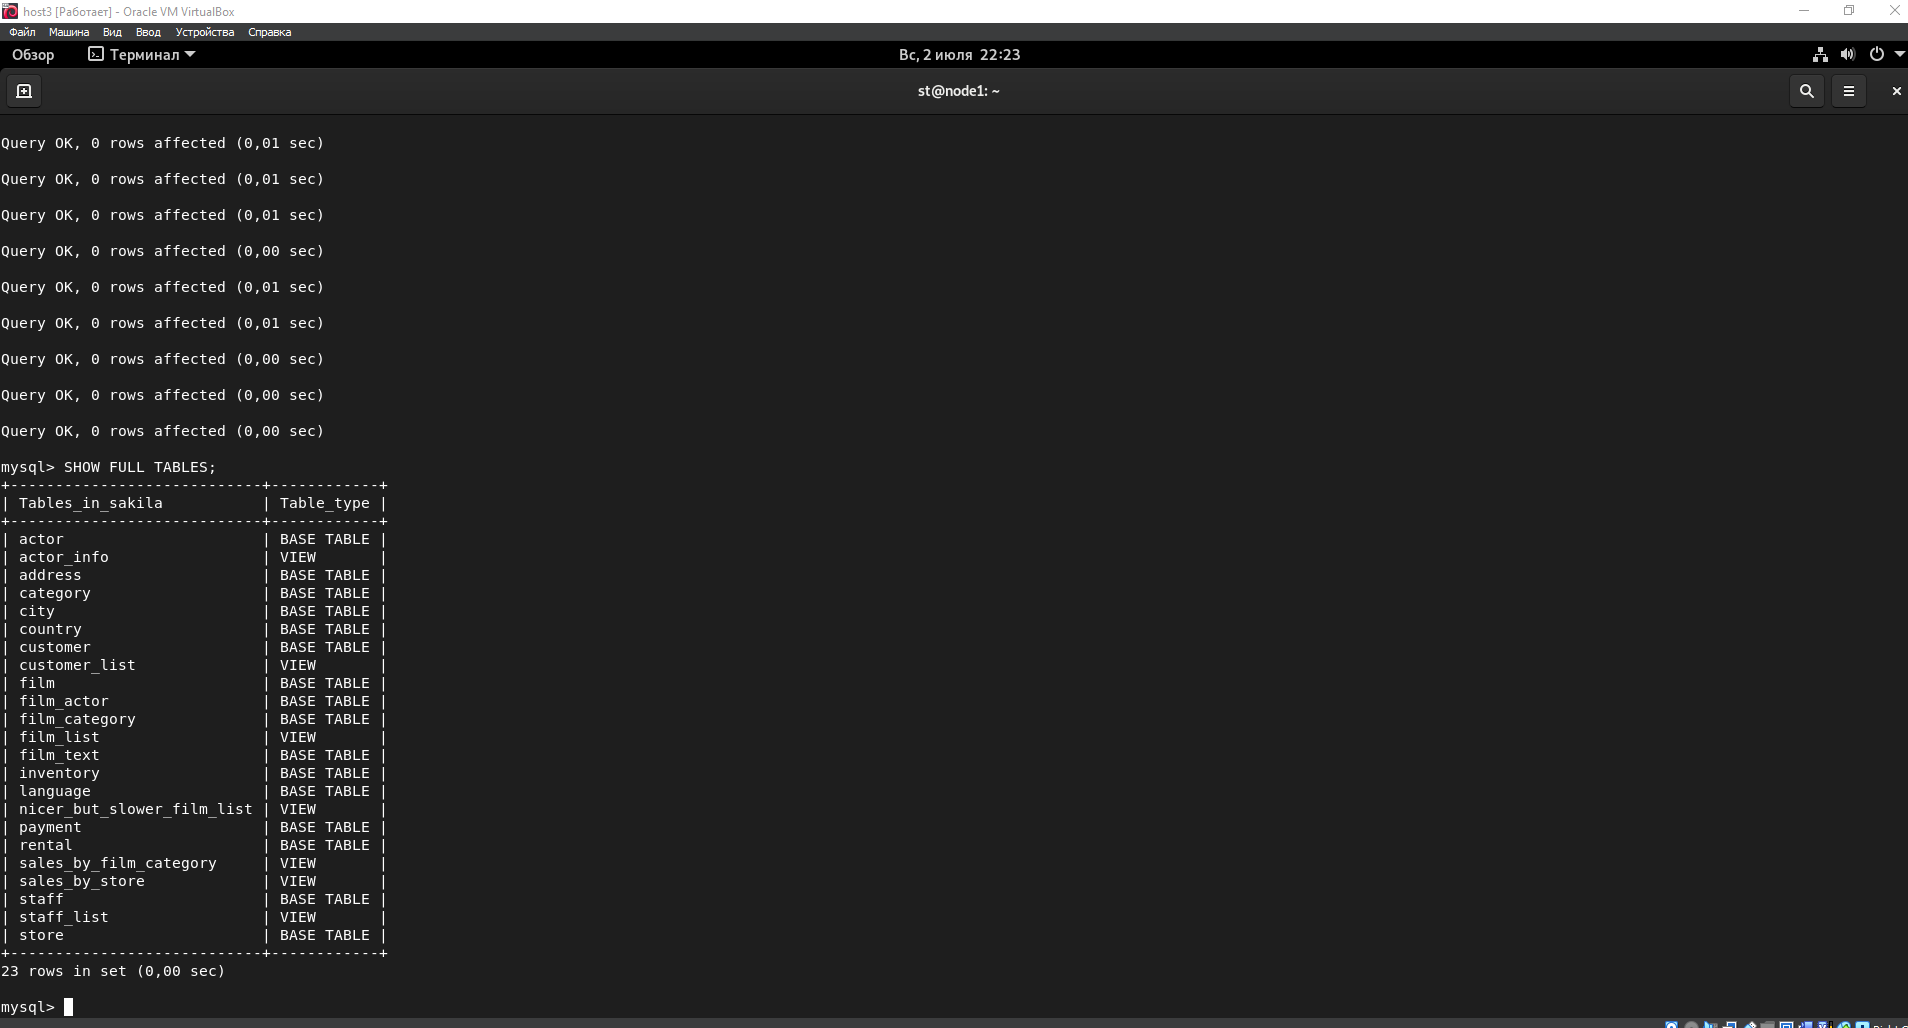 host3 [Работает] - Oracle VM VirtualBox
Файл Машина Вид Ввод Устройства Справка
Обзор Терминал Вс, 2 июля 22:23
st@node1: ~
Query OK, 0 rows affected (0,01 sec)
Query OK, 0 rows affected (0,01 sec)
Query OK, 0 rows affected (0,01 sec)
Query OK, 0 rows affected (0,00 sec)
Query OK, 0 rows affected (0,01 sec)
Query OK, 0 rows affected (0,01 sec)
Query OK, 0 rows affected (0,00 sec)
Query OK, 0 rows affected (0,00 sec)
Query OK, 0 rows affected (0,00 sec)
mysql> SHOW FULL TABLES;
+----------------------------+------------+
| Tables_in_sakila           | Table_type |
+----------------------------+------------+
| actor                      | BASE TABLE |
| actor_info                 | VIEW       |
| address                    | BASE TABLE |
| category                   | BASE TABLE |
| city                       | BASE TABLE |
| country                    | BASE TABLE |
| customer                   | BASE TABLE |
| customer_list              | VIEW       |
| film                       | BASE TABLE |
| film_actor                 | BASE TABLE |
| film_category              | BASE TABLE |
| film_list                  | VIEW       |
| film_text                  | BASE TABLE |
| inventory                  | BASE TABLE |
| language                   | BASE TABLE |
| nicer_but_slower_film_list | VIEW       |
| payment                    | BASE TABLE |
| rental                     | BASE TABLE |
| sales_by_film_category     | VIEW       |
| sales_by_store             | VIEW       |
| staff                      | BASE TABLE |
| staff_list                 | VIEW       |
| store                      | BASE TABLE |
+----------------------------+------------+
23 rows in set (0,00 sec)
mysql>